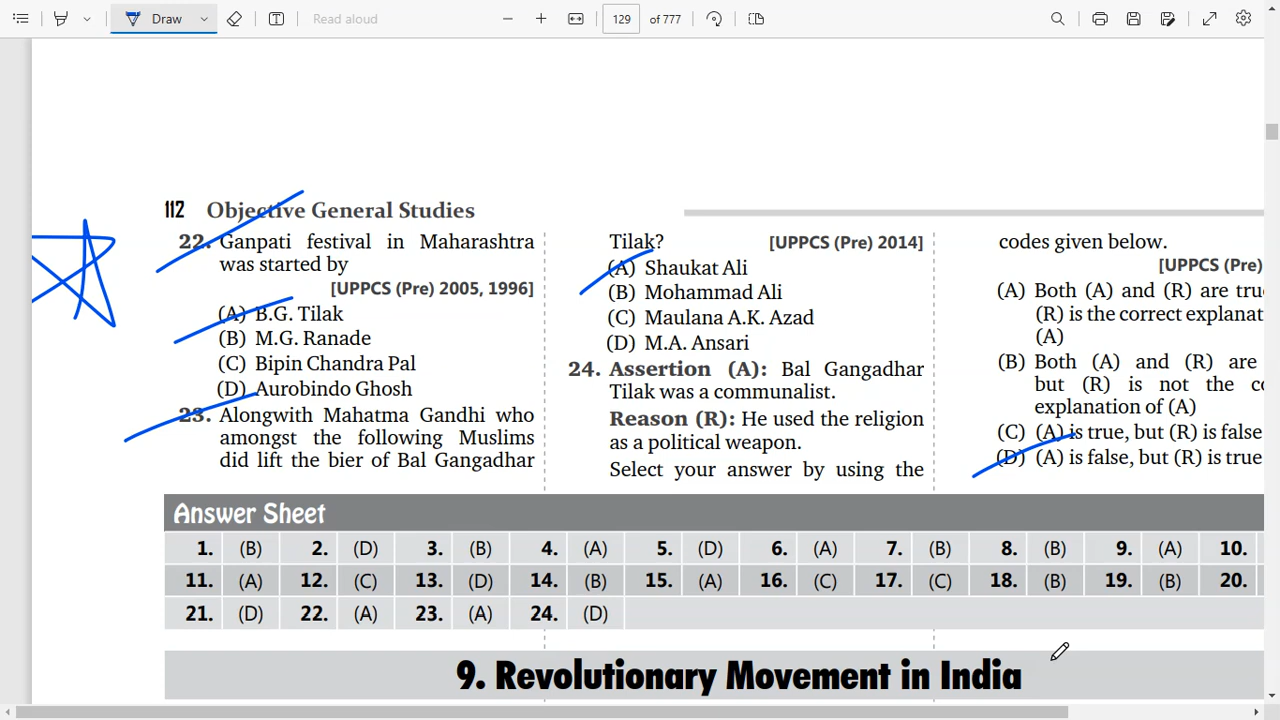 Draw
Read aloud
129 of 777
112 Objective General Studies
22. Ganpati festival in Maharashtra
was started by
[UPPCS (Pre) 2005, 1996]
(A) B.G. Tilak
(B) M.G. Ranade
(C) Bipin Chandra Pal
(D) Aurobindo Ghosh
23. Alongwith Mahatma Gandhi who
amongst the following Muslims
did lift the bier of Bal Gangadhar
Tilak? [UPPCS (Pre) 2014]
(A) Shaukat Ali
(B) Mohammad Ali
(C) Maulana A.K. Azad
(D) M.A. Ansari
24. Assertion (A): Bal Gangadhar
Tilak was a communalist.
Reason (R): He used the religion
as a political weapon.
Select your answer by using the
codes given below.
[UPPCS (Pre)
(A) Both (A) and (R) are
(R) is the correct
(A)
(B) Both (A) and (R) are
but (R) is not the
explanation of (A)
(C) (A) is true, but (R) is false
(D) (A) is false, but (R) is true
Answer Sheet
1. (B) 2. (D) 3. (B) 4. (A) 5. (D) 6. (A) 7. (B) 8. (B) 9. (A) 10.
11. (A) 12. (C) 13. (D) 14. (B) 15. (A) 16. (C) 17. (C) 18. (B) 19. (B) 20.
21. (D) 22. (A) 23. (A) 24. (D)
9. Revolutionary Movement in India